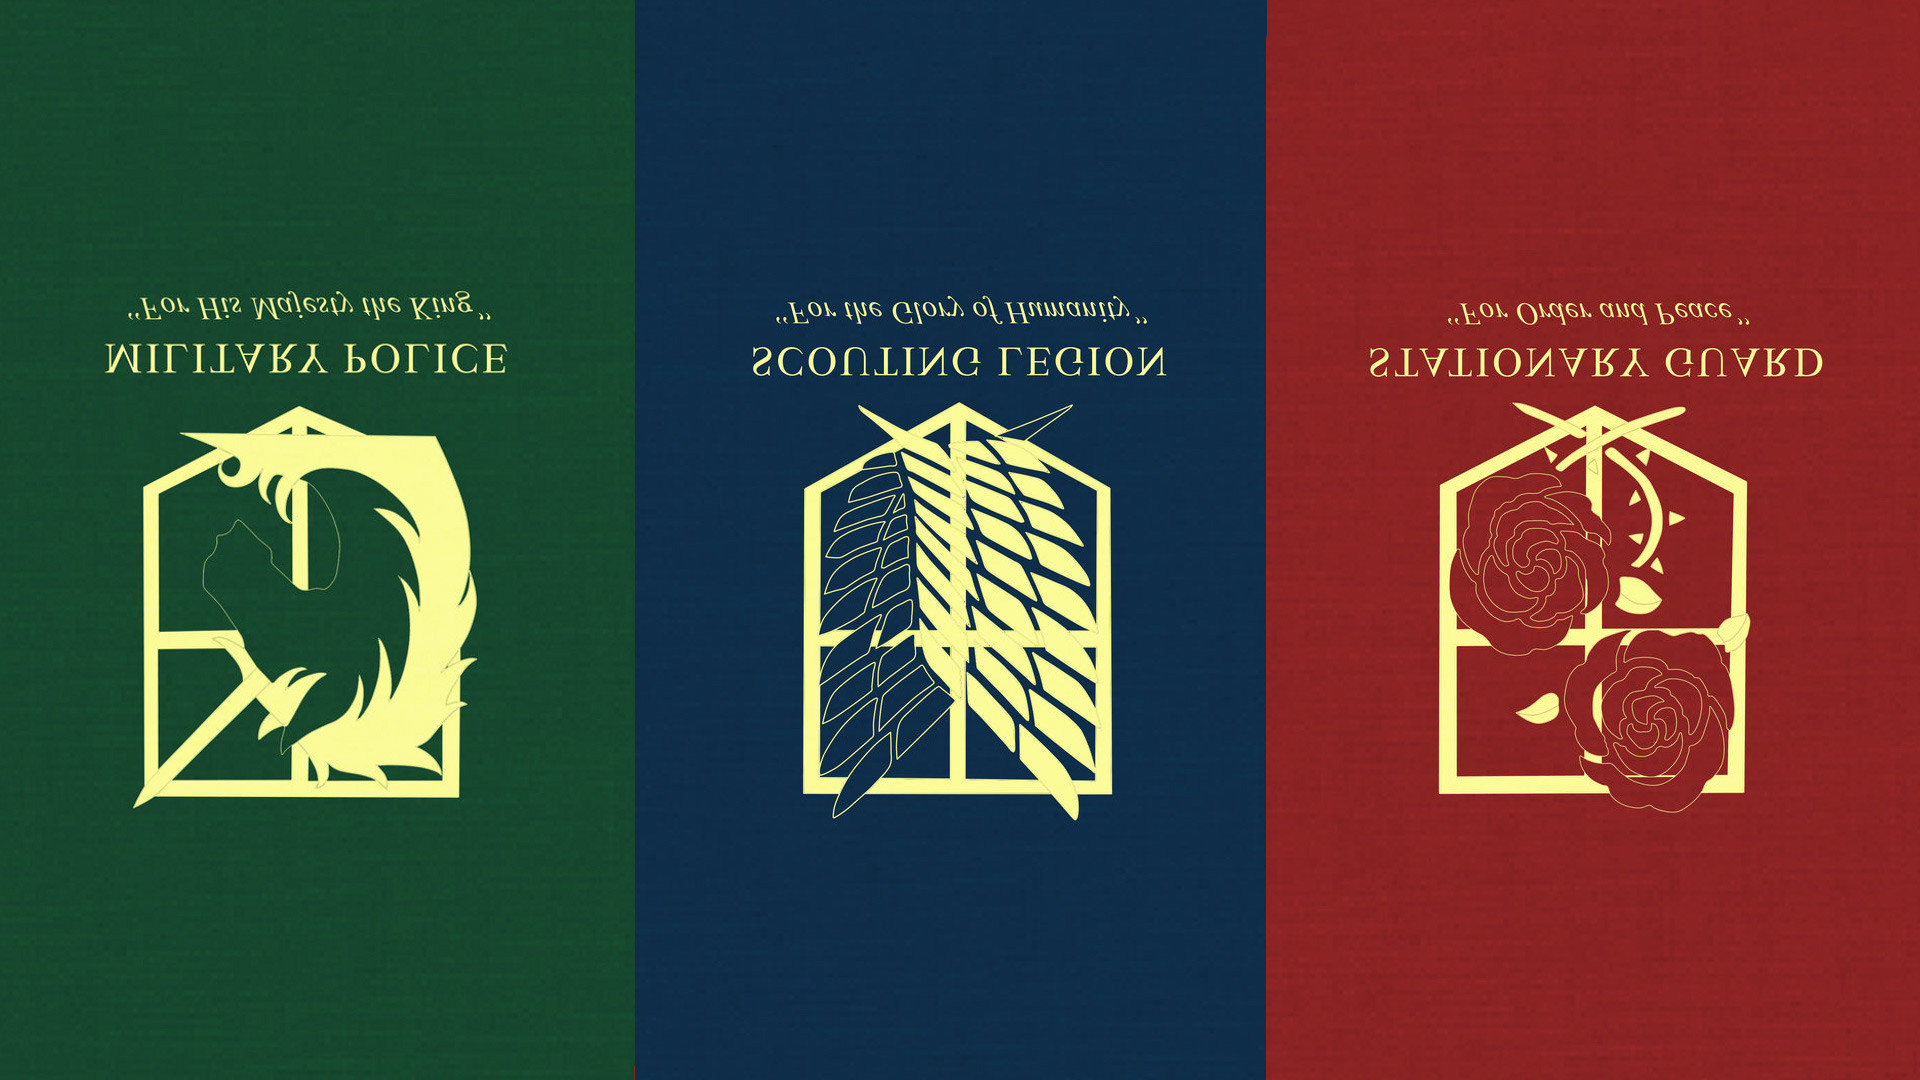 MILITARY POLICE
“For His Majesty the King”
SCOUTING LEGION
“For the Glory of Humanity”
STATIONARY GUARD
“For Order and Peace”